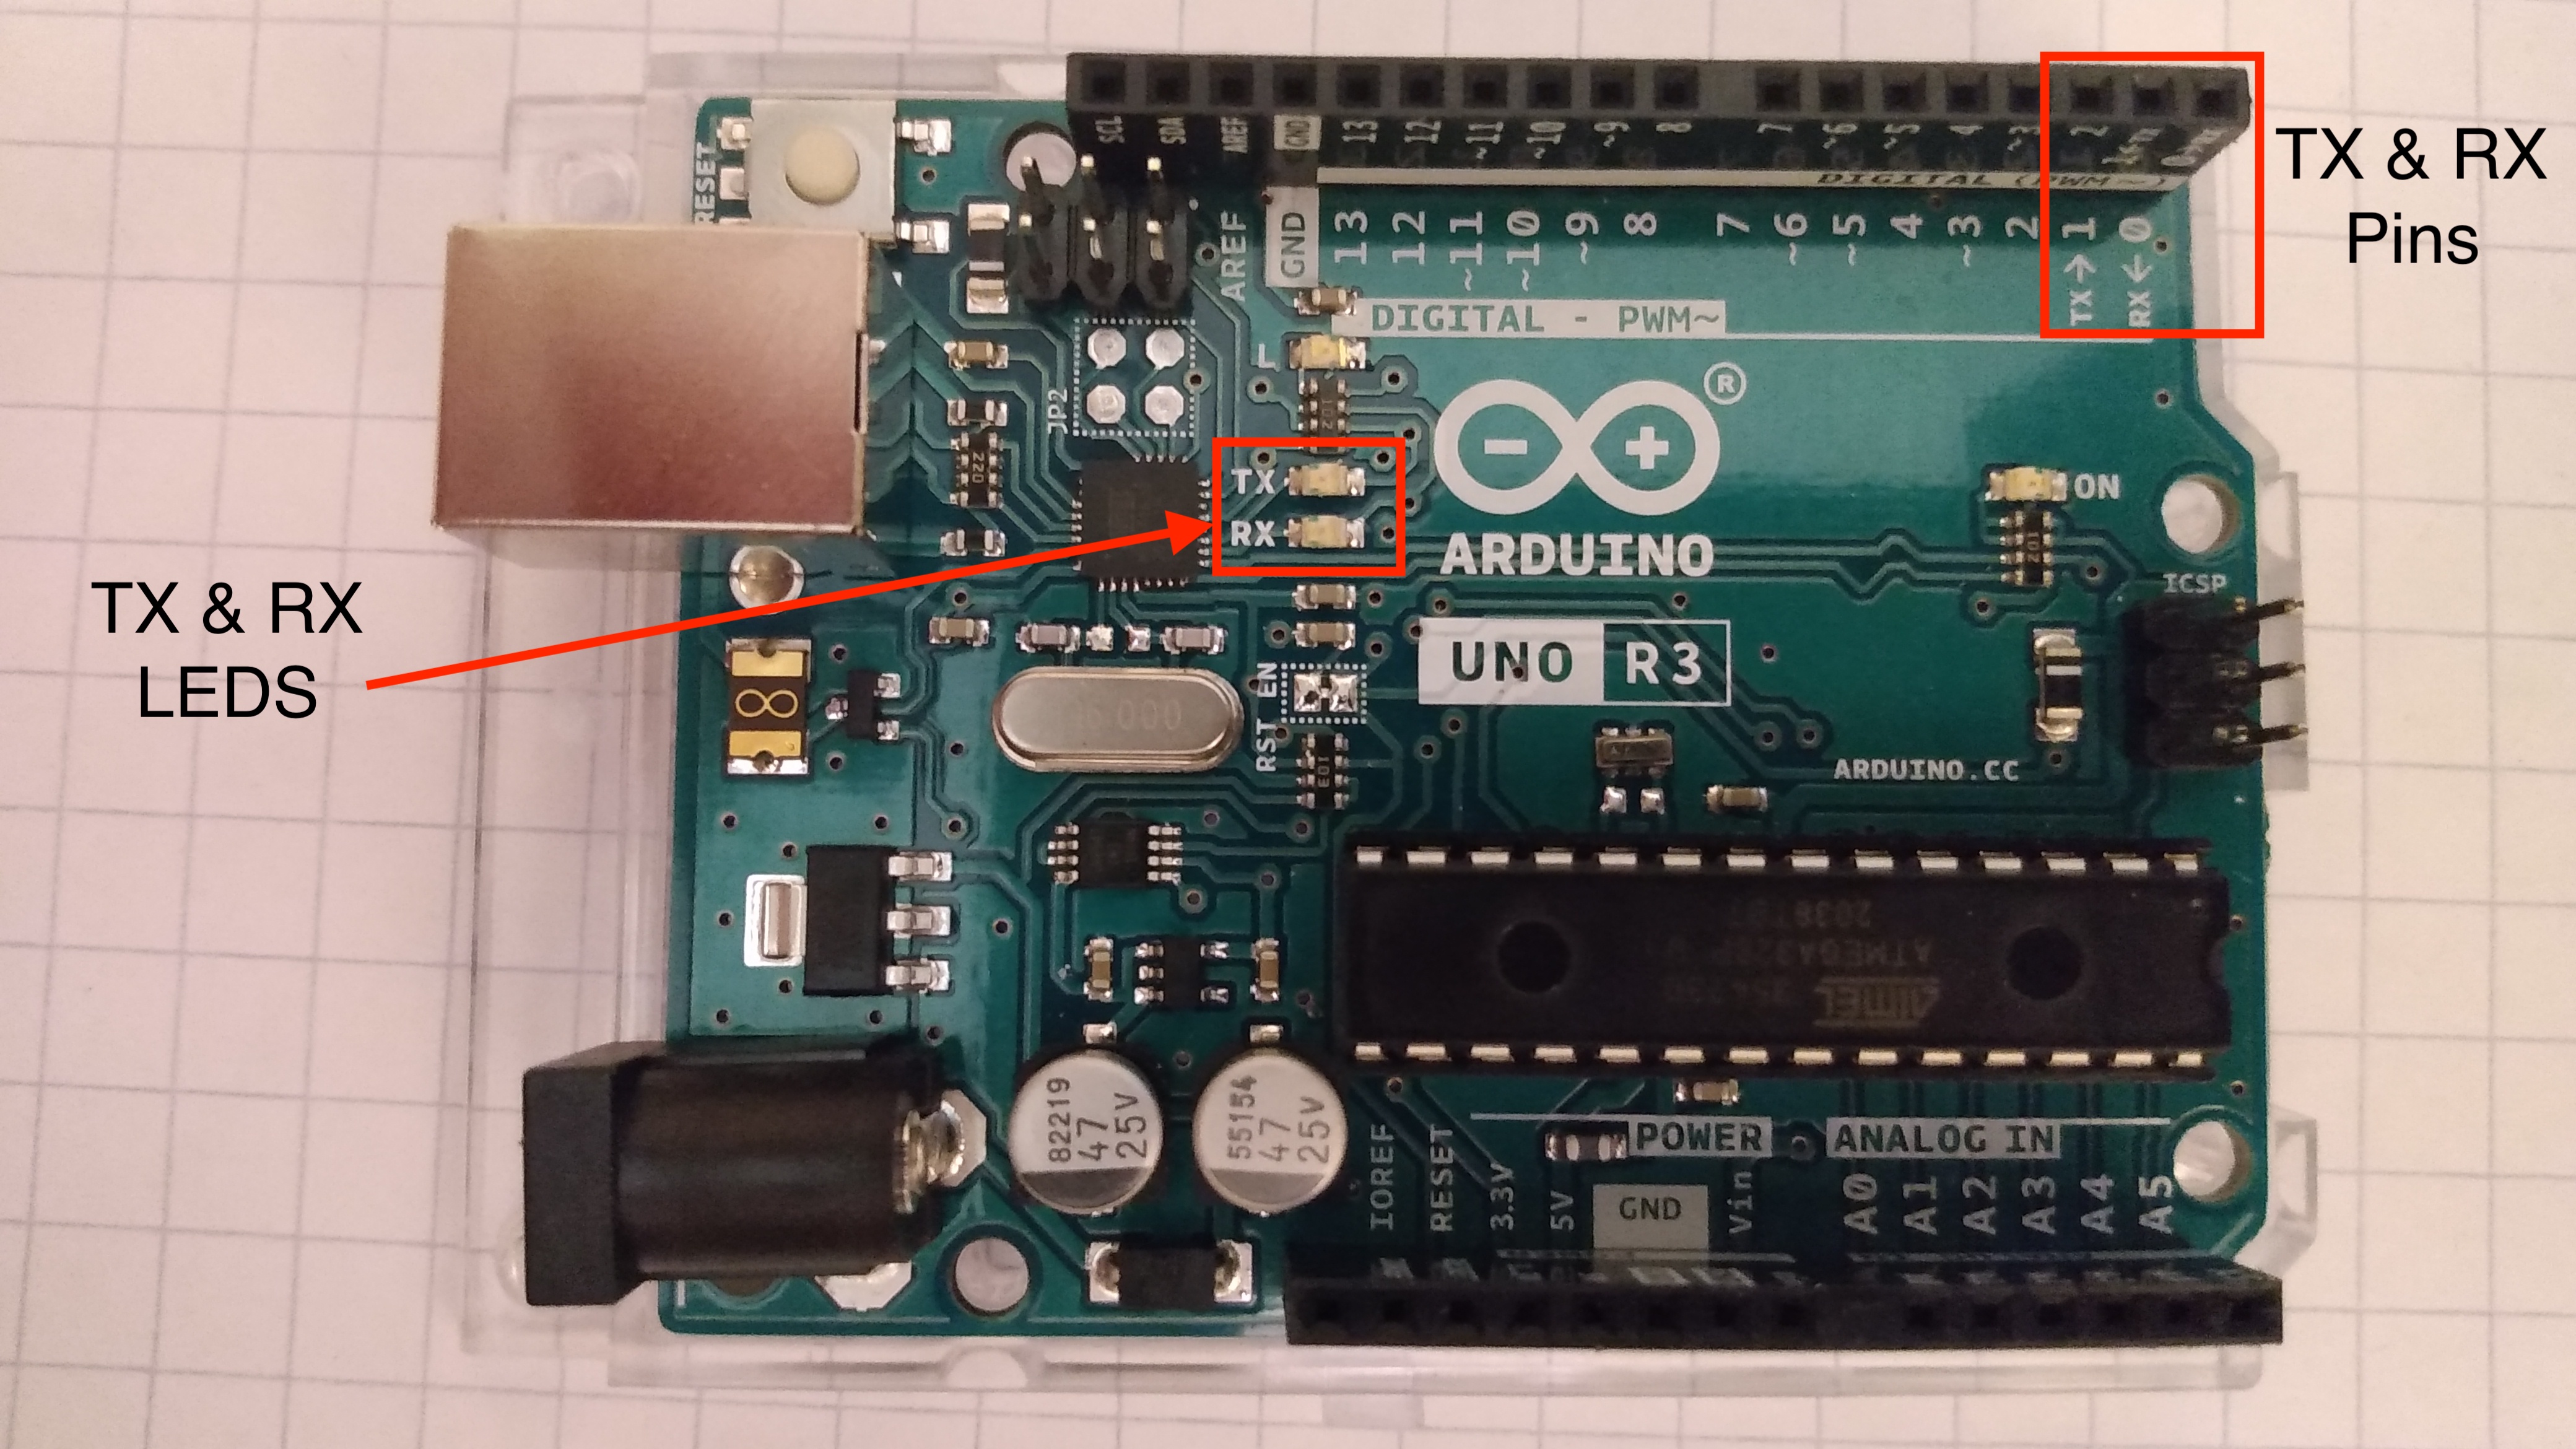 TX & RX
Pins
TX & RX
LEDS
RESET
SCL
SDA
AREF
GND
13
12
~11
~10
~9
8
7
~6
~5
4
~3
2
DIGITAL (PWM~)
AREF
GND
13
12
~11
~10
~9
8
7
~6
~5
4
~3
2
TX→1
RX←0
DIGITAL - PWM~
L
JP2
220
TX
RX
®
- +
ARDUINO
UNO R3
ON
102
ICSP
RST EN
103
ARDUINO.CC
ATMEL
82219
47
25V
55154
47
25V
POWER
ANALOG IN
IOREF
RESET
3.3V
5V
GND
Vin
A0
A1
A2
A3
A4
A5